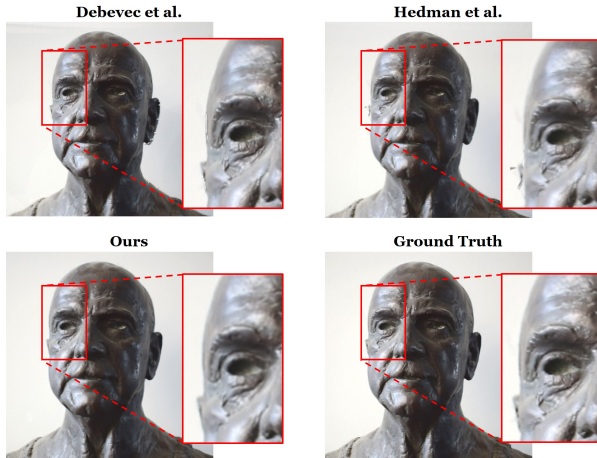 Debevec et al.
Hedman et al.
Ours
Ground Truth